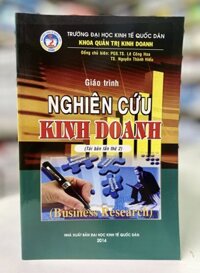 TRƯỜNG ĐẠI HỌC KINH TẾ QUỐC DÂN
KHOA QUẢN TRỊ KINH DOANH
Đồng chủ biên: PGS.TS. Lê Công Hoa
TS. Nguyễn Thành Hiếu
Giáo trình
NGHIÊN CỨU
KINH DOANH
(Tái bản lần thứ 2)
(Business Research)
NHÀ XUẤT BẢN ĐẠI HỌC KINH TẾ QUỐC DÂN
2014